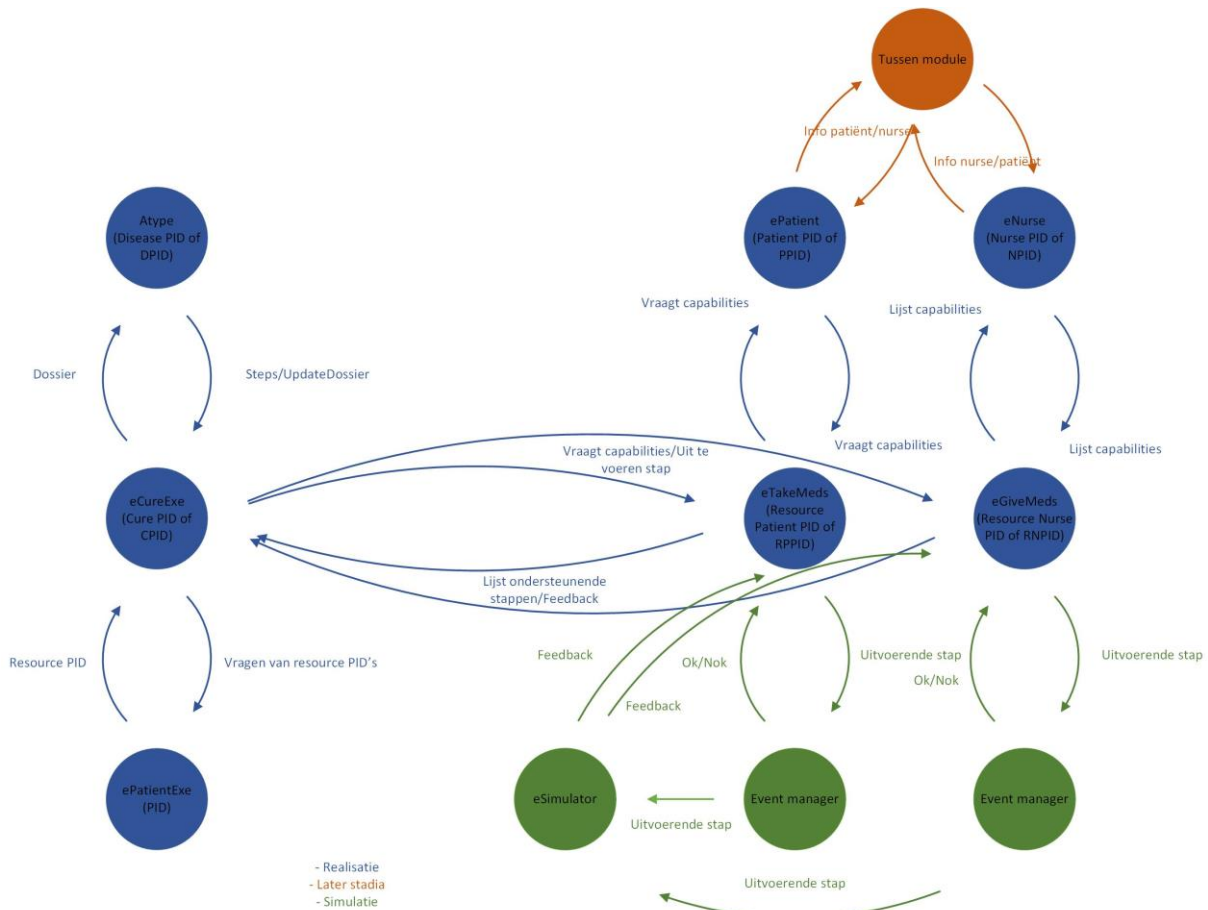 Tussen module
Info patiënt/nurse
Info nurse/patiënt
Atype
(Disease PID of
DPID)
ePatient
(Patient PID of
PPID)
eNurse
(Nurse PID of
NPID)
Vraagt capabilities
Lijst capabilities
Dossier
Steps/UpdateDossier
Vraagt capabilities/Uit te
voeren stap
Vraagt capabilities
Lijst capabilities
eCureExe
(Cure PID of
CPID)
eTakeMeds
(Resource
Patient PID of
RPPID)
eGiveMeds
(Resource Nurse
PID of RNPID)
Lijst ondersteunende
stappen/Feedback
Resource PID
Vragen van resource PID's
Feedback
Ok/Nok
Uitvoerende stap
Ok/Nok
Uitvoerende stap
Feedback
ePatientExe
(PID)
eSimulator
Event manager
Event manager
Uitvoerende stap
- Realisatie
- Later stadia
- Simulatie
Uitvoerende stap